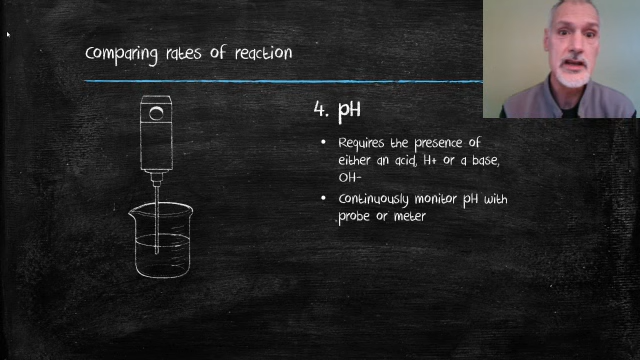 Comparing rates of reaction
4. pH
• Requires the presence of
either an acid, H+ or a base,
OH-
• Continuously monitor pH with
probe or meter